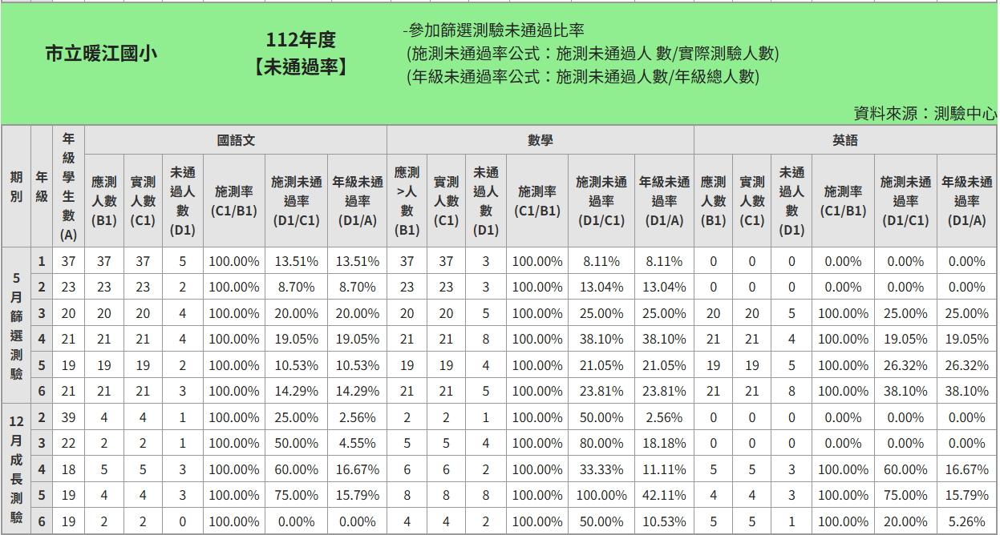 市立暖江國小
112年度
【未通過率】
-參加篩選測驗未通過比率
(施測未通過率公式：施測未通過人 數/實際測驗人數)
(年級未通過率公式：施測未通過人數/年級總人數)
資料來源：測驗中心
期別 年級 年級學生數(A) 國語文 數學 英語
應測人數(B1) 實測人數(C1) 未通過人數(D1) 施測率(C1/B1) 施測未通過率(D1/C1) 年級未通過率(D1/A) 應測>人數(B1) 實測人數(C1) 未通過人數(D1) 施測率(C1/B1) 施測未通過率(D1/C1) 年級未通過率(D1/A) 應測人數(B1) 實測人數(C1) 未通過人數(D1) 施測率(C1/B1) 施測未通過率(D1/C1) 年級未通過率(D1/A)
5月篩選測驗
1 37 37 37 5 100.00% 13.51% 13.51% 37 37 3 100.00% 8.11% 8.11% 0 0 0 0.00% 0.00% 0.00%
2 23 23 23 2 100.00% 8.70% 8.70% 23 23 3 100.00% 13.04% 13.04% 0 0 0 0.00% 0.00% 0.00%
3 20 20 20 4 100.00% 20.00% 20.00% 20 20 5 100.00% 25.00% 25.00% 20 20 5 100.00% 25.00% 25.00%
4 21 21 21 4 100.00% 19.05% 19.05% 21 21 8 100.00% 38.10% 38.10% 21 21 4 100.00% 19.05% 19.05%
5 19 19 19 2 100.00% 10.53% 10.53% 19 19 4 100.00% 21.05% 21.05% 19 19 5 100.00% 26.32% 26.32%
6 21 21 21 3 100.00% 14.29% 14.29% 21 21 5 100.00% 23.81% 23.81% 21 21 8 100.00% 38.10% 38.10%
12月成長測驗
2 39 4 4 1 100.00% 25.00% 2.56% 2 2 1 100.00% 50.00% 2.56% 0 0 0 0.00% 0.00% 0.00%
3 22 2 2 1 100.00% 50.00% 4.55% 5 5 4 100.00% 80.00% 18.18% 0 0 0 0.00% 0.00% 0.00%
4 18 5 5 3 100.00% 60.00% 16.67% 6 6 2 100.00% 33.33% 11.11% 5 5 3 100.00% 60.00% 16.67%
5 19 4 4 3 100.00% 75.00% 15.79% 8 8 8 100.00% 100.00% 42.11% 4 4 3 100.00% 75.00% 15.79%
6 19 2 2 0 100.00% 0.00% 0.00% 4 4 2 100.00% 50.00% 10.53% 5 5 1 100.00% 20.00% 5.26%